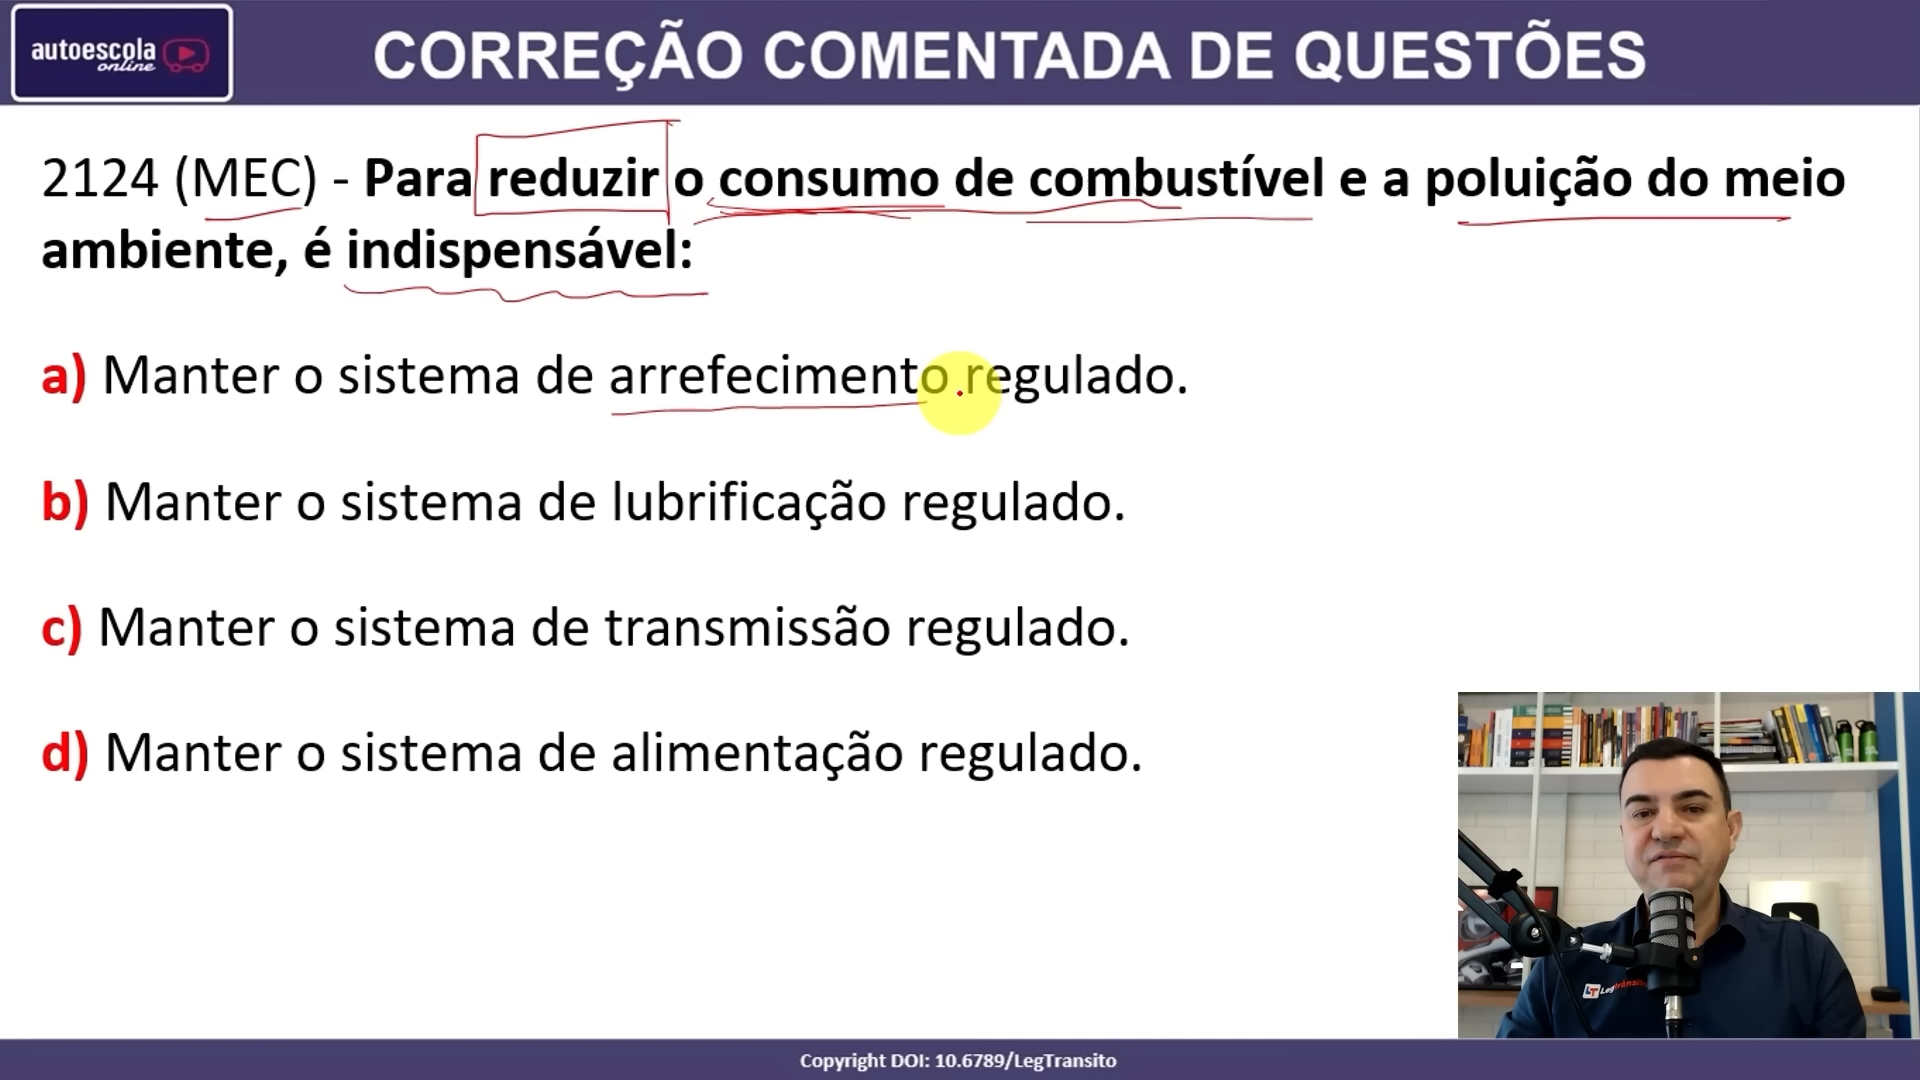 autoescola
online
CORREÇÃO COMENTADA DE QUESTÕES
2124 (MEC) - Para reduzir o consumo de combustível e a poluição do meio
ambiente, é indispensável:
a) Manter o sistema de arrefecimento regulado.
b) Manter o sistema de lubrificação regulado.
c) Manter o sistema de transmissão regulado.
d) Manter o sistema de alimentação regulado.
LT Legtrânsito
Copyright DOI: 10.6789/LegTransito